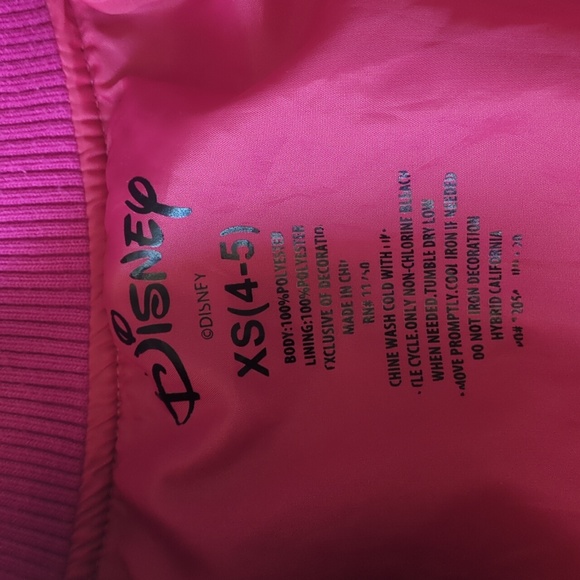 DISNEY
©DISNEY
XS(4-5)
BODY:100%POLYESTER
LINING:100%POLYESTER
EXCLUSIVE OF DECORATIO
MADE IN CHI
RN#
CHINE WASH COLD WITH
CLE CYCLE.ONLY NON-CHLORINE BLEACH
WHEN NEEDED.TUMBLE DRY LOW
MOVE PROMPTLY.COOL IRON IF NEEDED
DO NOT IRON DECORATION
HYBRID CALIFORNIA